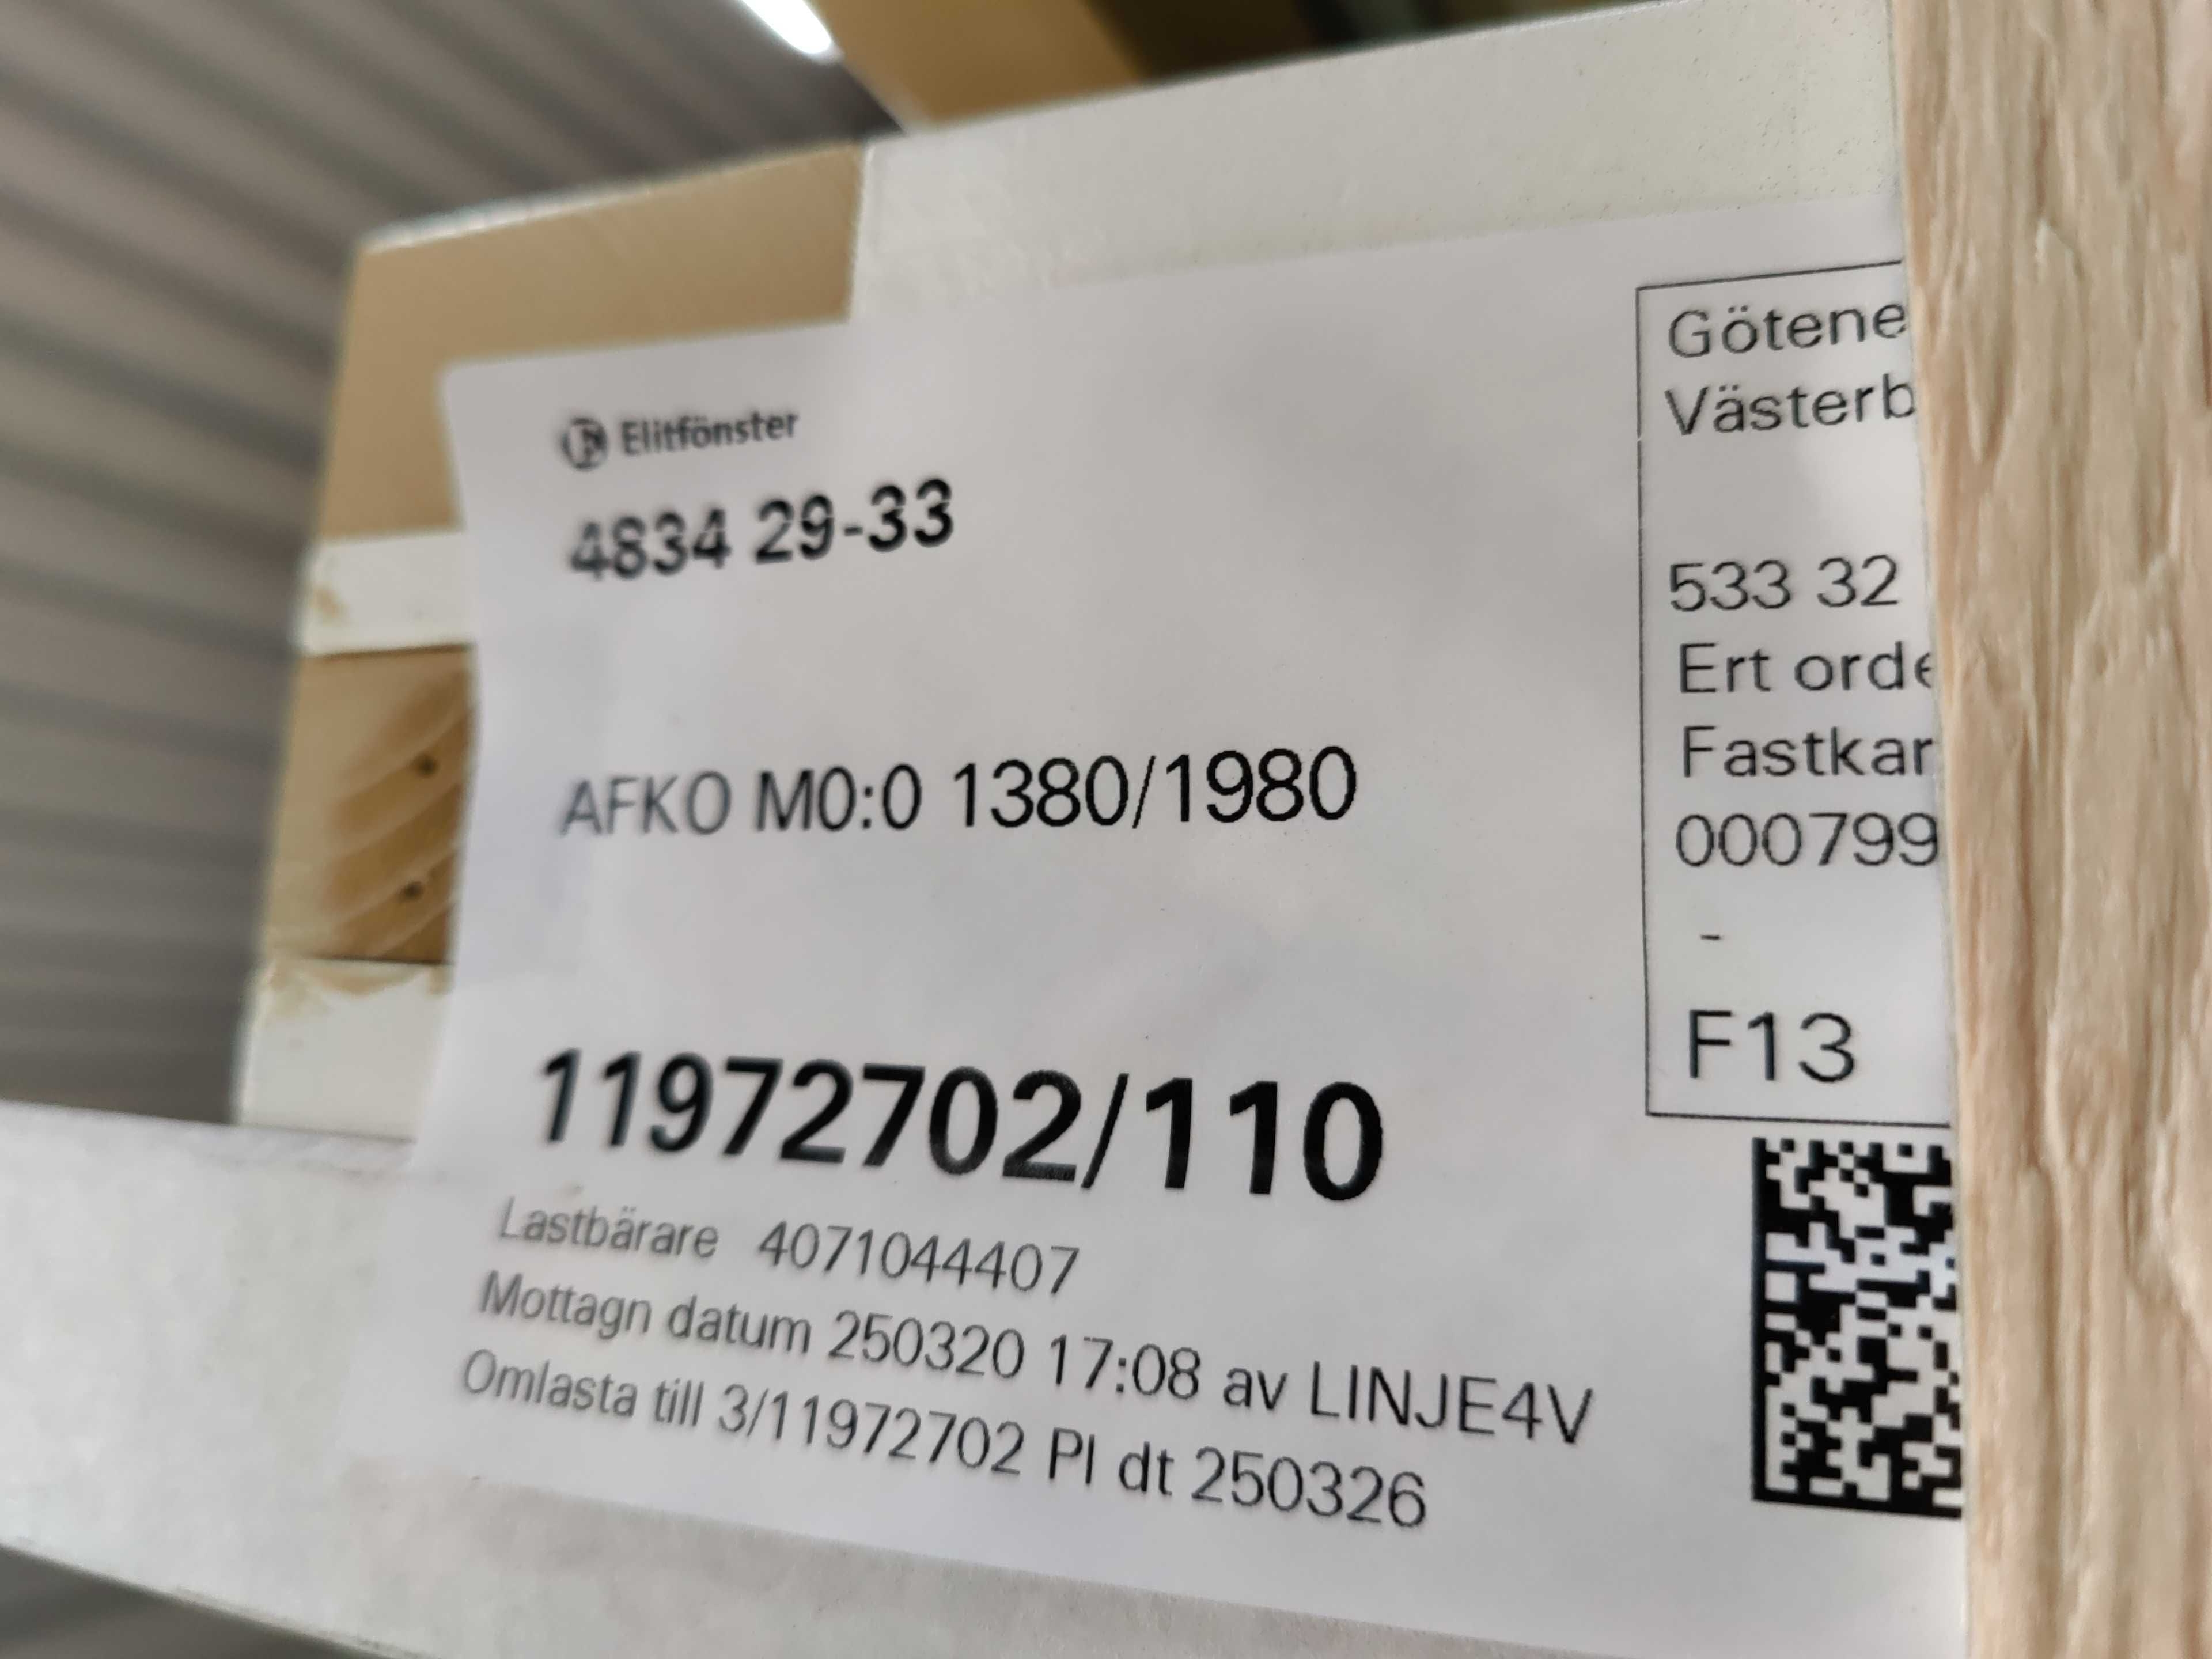 Elitfönster
4834 29-33
AFKO M0:0 1380/1980
11972702/110
Lastbärare 4071044407
Mottagn datum 250320 17:08 av LINJE4V
Omlasta till 3/11972702 Pl dt 250326
Götene
Västerb
533 32
Ert orde
Fastkar
000799
-
F13